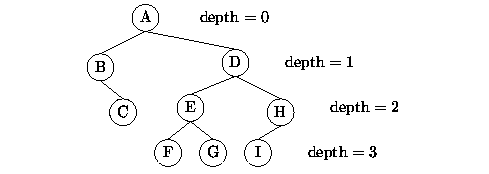 A depth = 0
B D depth = 1
C E H depth = 2
F G I depth = 3